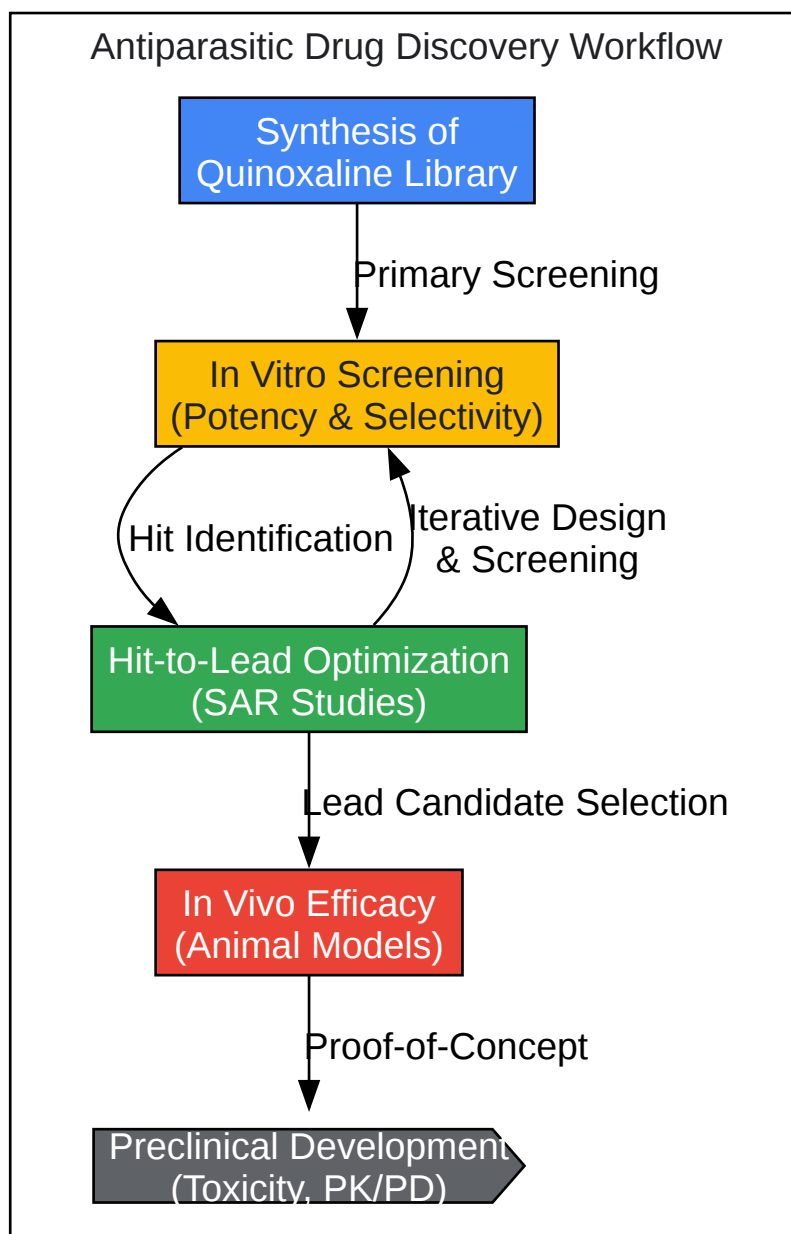 Antiparasitic Drug Discovery Workflow
Synthesis of
Quinoxaline Library
Primary Screening
In Vitro Screening
(Potency & Selectivity)
Hit Identification
Iterative Design
& Screening
Hit-to-Lead Optimization
(SAR Studies)
Lead Candidate Selection
In Vivo Efficacy
(Animal Models)
Proof-of-Concept
Preclinical Development
(Toxicity, PK/PD)